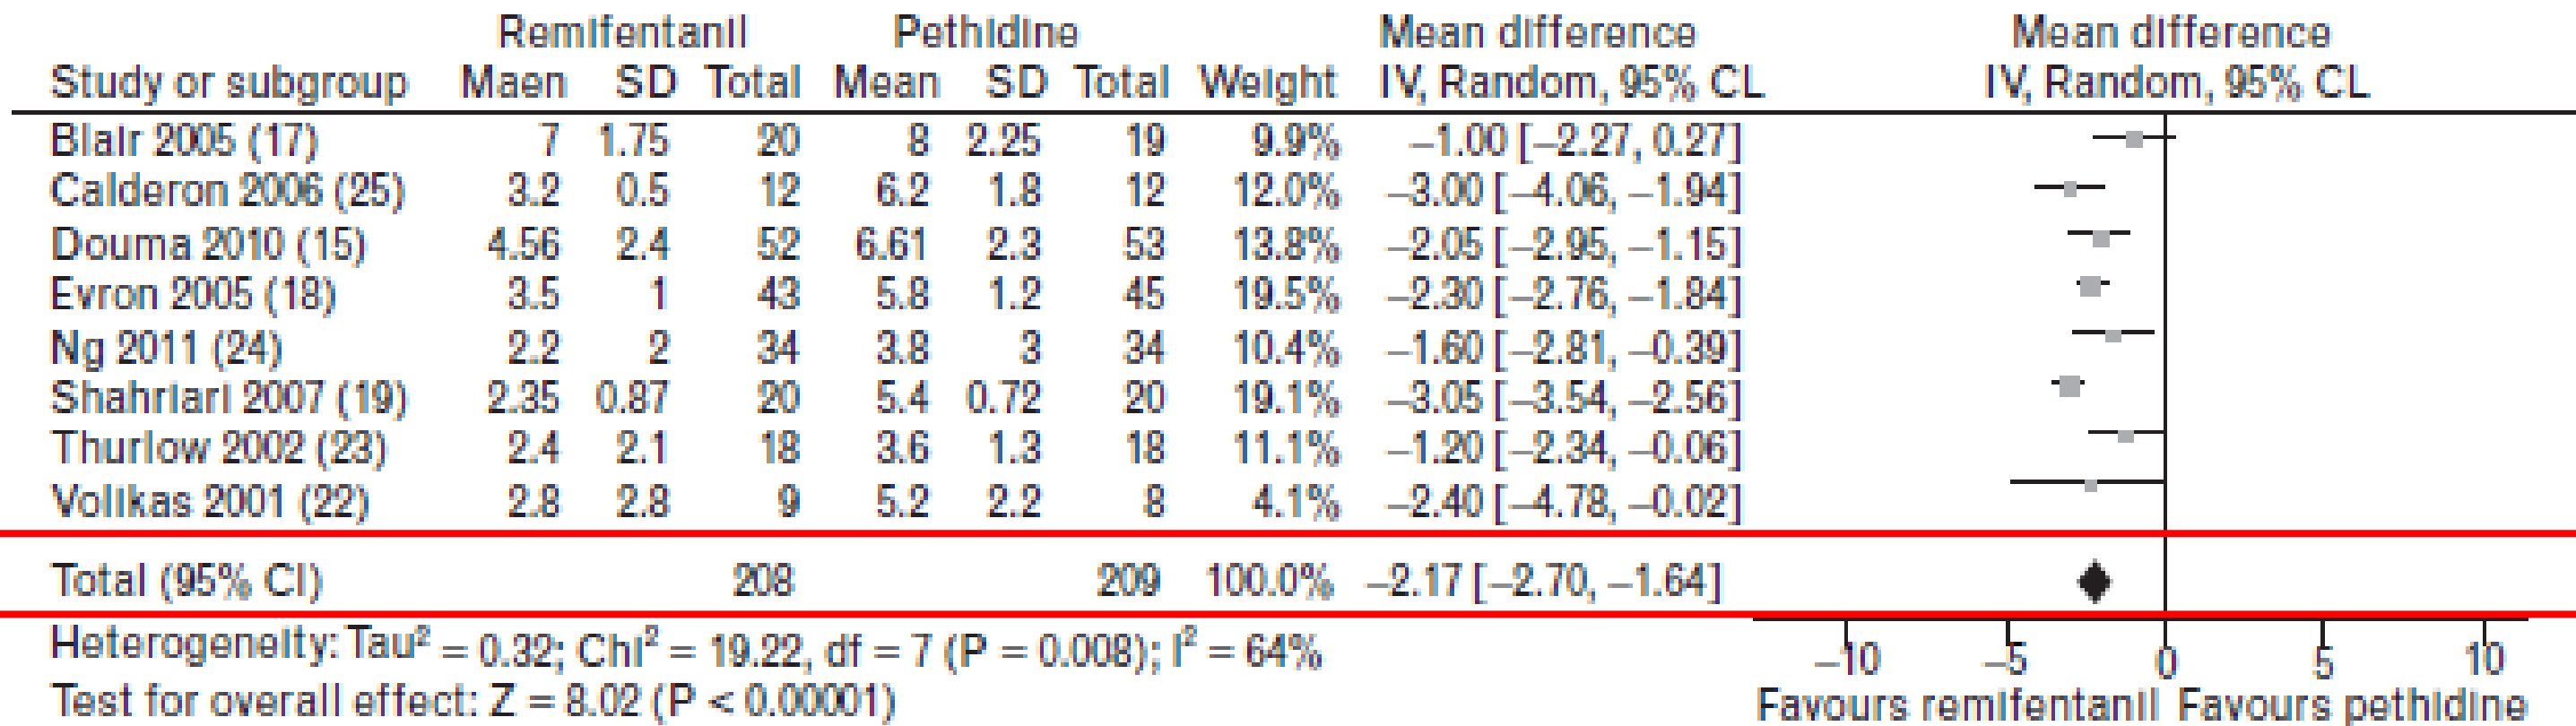 Remifentanil Pethidine Mean difference Mean difference
Study or subgroup Maen SD Total Mean SD Total Weight IV, Random, 95% CL IV, Random, 95% CL
Blair 2005 (17) 7 1.75 20 8 2.25 19 9.9% −1.00 [−2.27, 0.27]
Calderon 2006 (25) 3.2 0.5 12 6.2 1.8 12 12.0% −3.00 [−4.06, −1.94]
Douma 2010 (15) 4.56 2.4 52 6.61 2.3 53 13.8% −2.05 [−2.95, −1.15]
Evron 2005 (18) 3.5 1 43 5.8 1.2 45 19.5% −2.30 [−2.76, −1.84]
Ng 2011 (24) 2.2 2 34 3.8 3 34 10.4% −1.60 [−2.81, −0.39]
Shahriari 2007 (19) 2.35 0.87 20 5.4 0.72 20 19.1% −3.05 [−3.54, −2.56]
Thurlow 2002 (23) 2.4 2.1 18 3.6 1.3 18 11.1% −1.20 [−2.34, −0.06]
Volikas 2001 (22) 2.8 2.8 9 5.2 2.2 8 4.1% −2.40 [−4.78, −0.02]
Total (95% CI) 208 209 100.0% −2.17 [−2.70, −1.64]
Heterogeneity: Tau² = 0.32; Chi² = 19.22, df = 7 (P = 0.008); I² = 64%
Test for overall effect: Z = 8.02 (P < 0.00001)
−10 −5 0 5 10
Favours remifentanil Favours pethidine